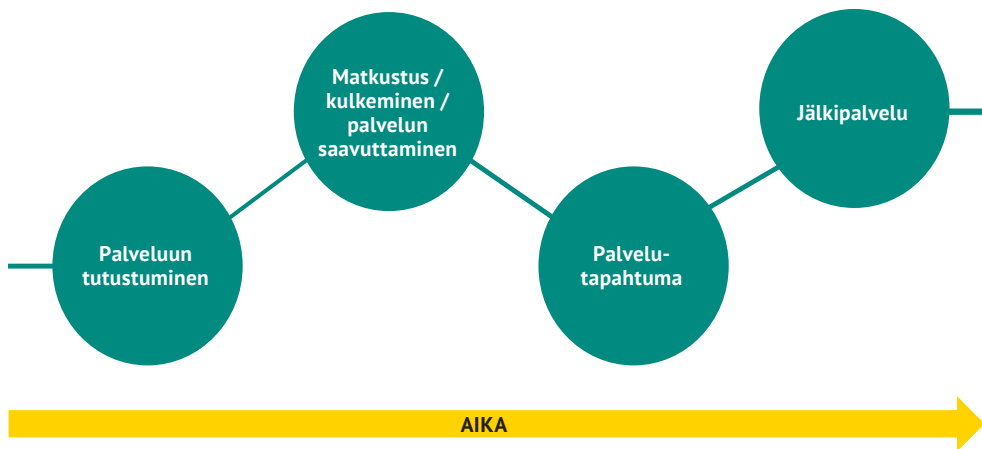 Palveluun
tutustuminen
Matkustus /
kulkeminen /
palvelun
saavuttaminen
Palvelu-
tapahtuma
Jälkipalvelu
AIKA